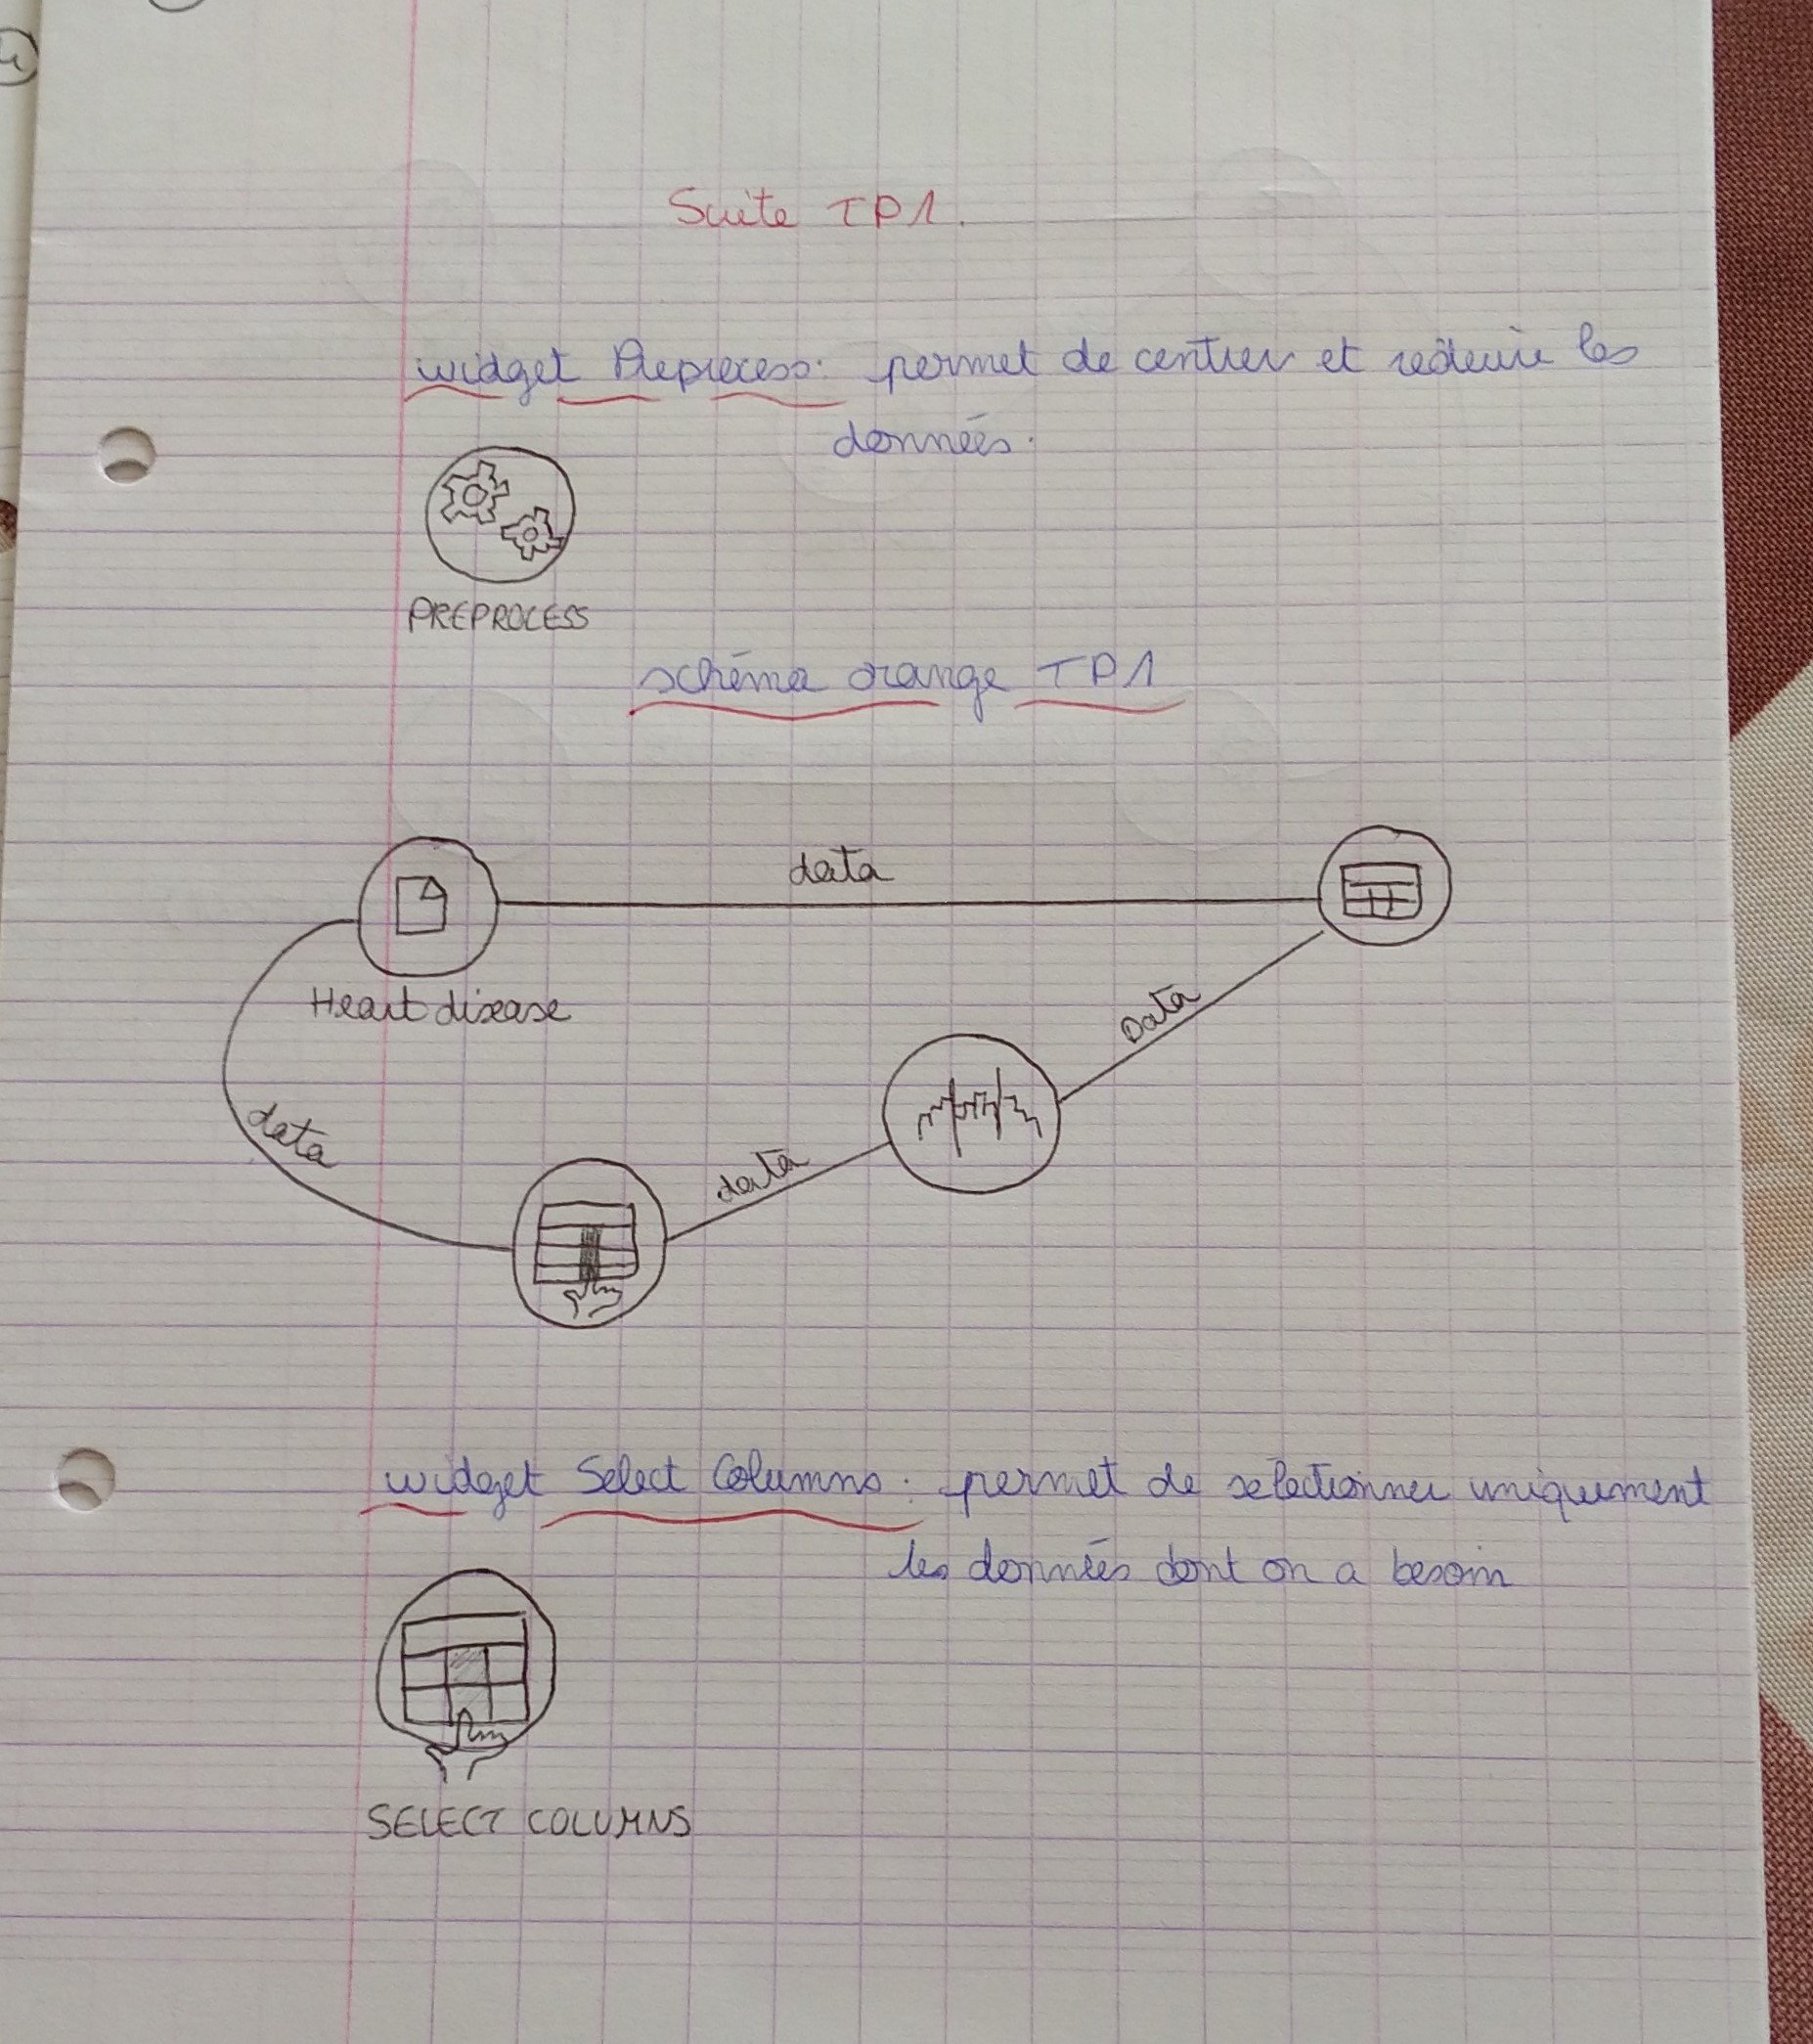 Suite TP1.
widget Preprocess: permet de centrer et réduire les
données.
PREPROCESS
schéma orange TP1
data
Heart disease
Data
data
data
widget Select Columns: permet de sélectionner uniquement
les données dont on a besoin
SELECT COLUMNS